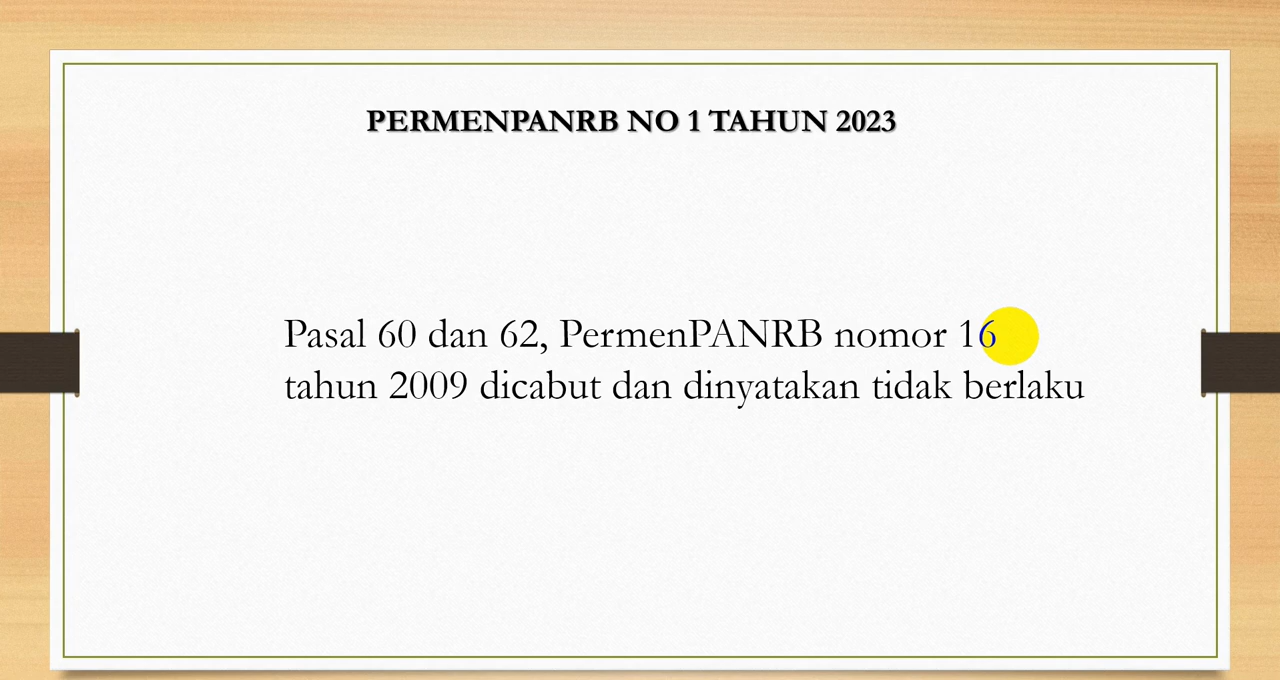 PERMENPANRB NO 1 TAHUN 2023
Pasal 60 dan 62, PermenPANRB nomor 16
tahun 2009 dicabut dan dinyatakan tidak berlaku